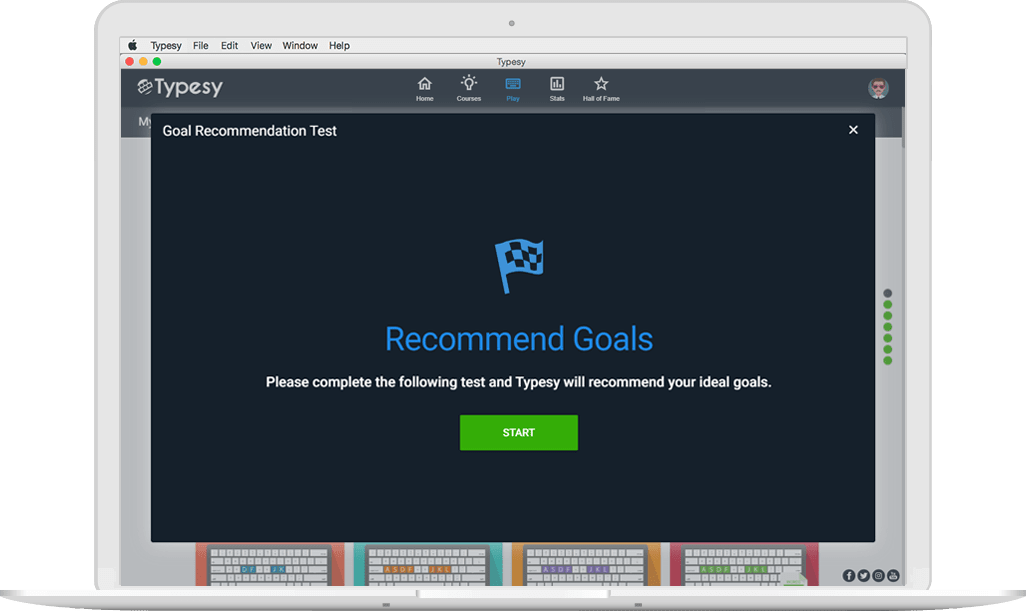 Typesy File Edit View Window Help
Typesy
Typesy
Home Courses Play Stats Hall of Fame
My
Goal Recommendation Test
Recommend Goals
Please complete the following test and Typesy will recommend your ideal goals.
START
D F J K
A S D F J K L
A S D F J K L
A S D F J K L